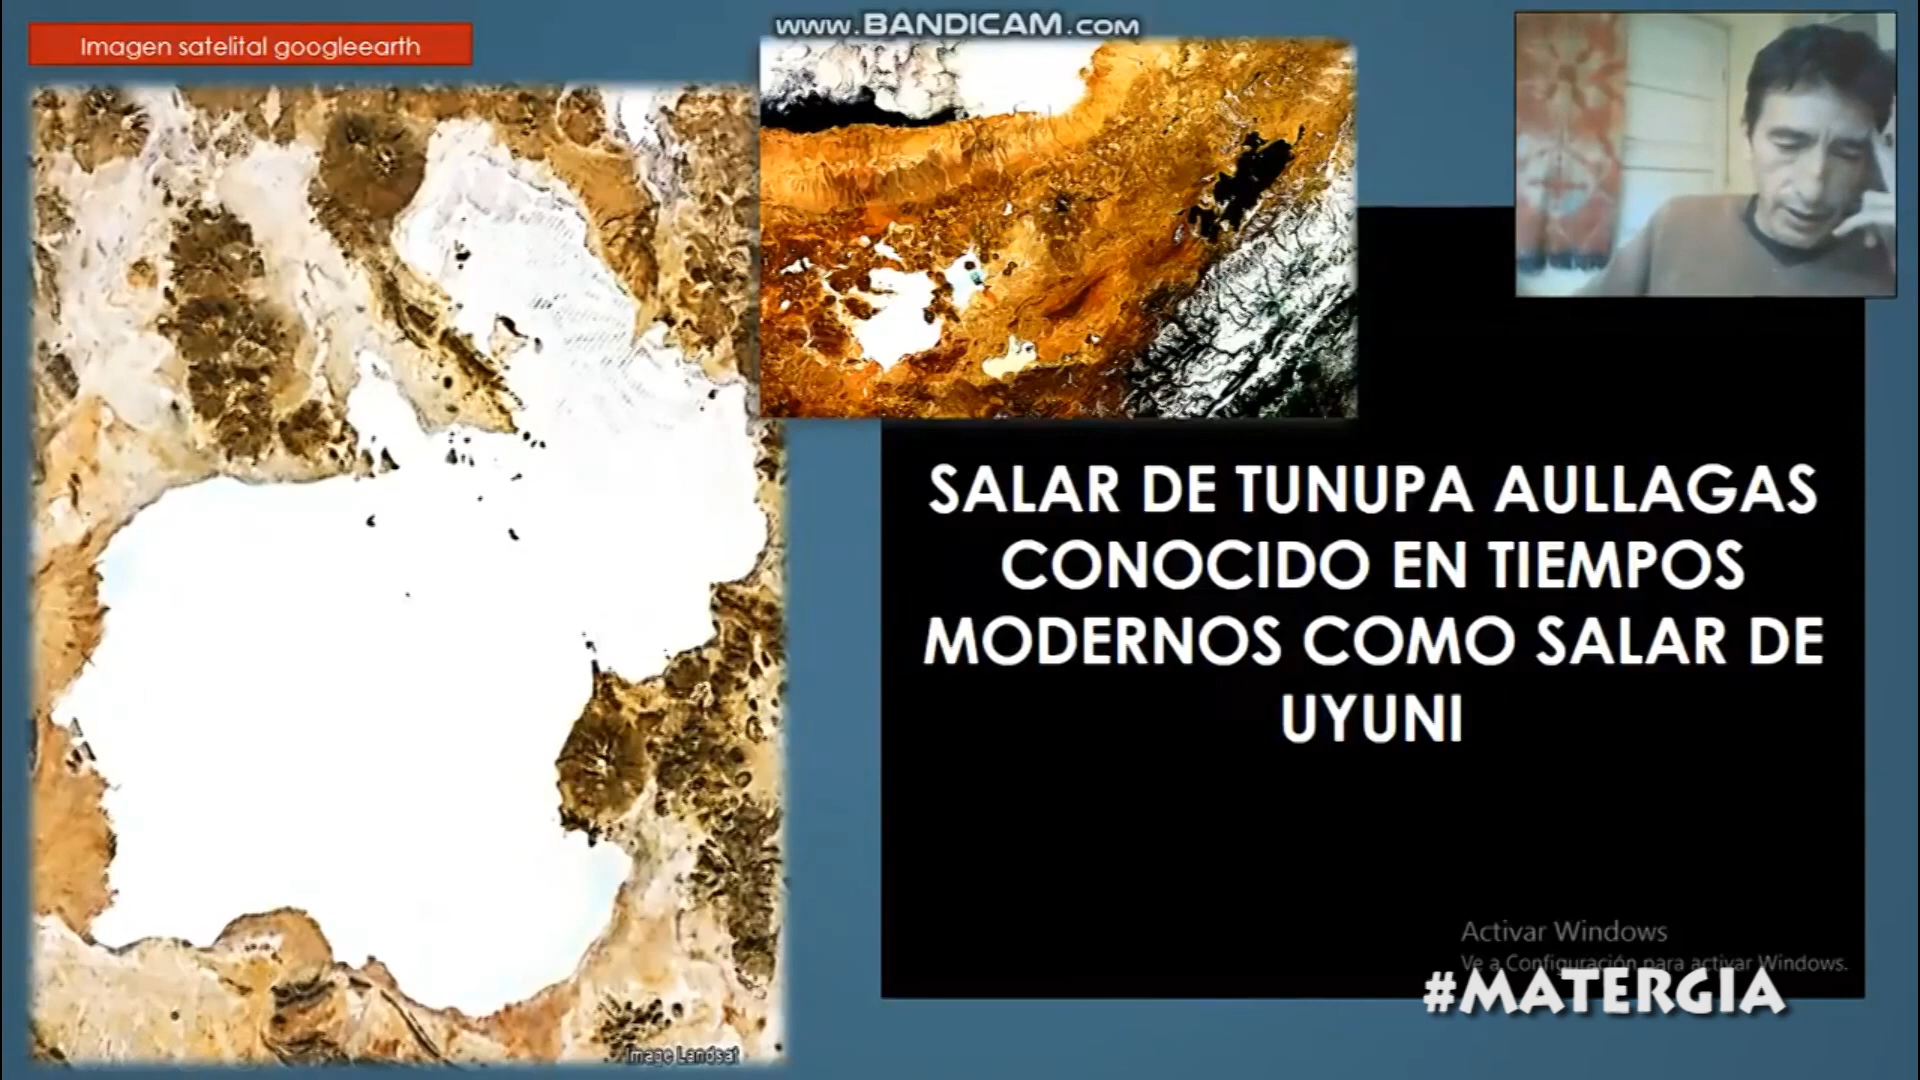 www.BANDICAM.com
Imagen satelital googleearth
SALAR DE TUNUPA AULLAGAS
CONOCIDO EN TIEMPOS
MODERNOS COMO SALAR DE
UYUNI
Activar Windows
Ve a Configuración para activar Windows.
#MATERGIA
Image Landsat